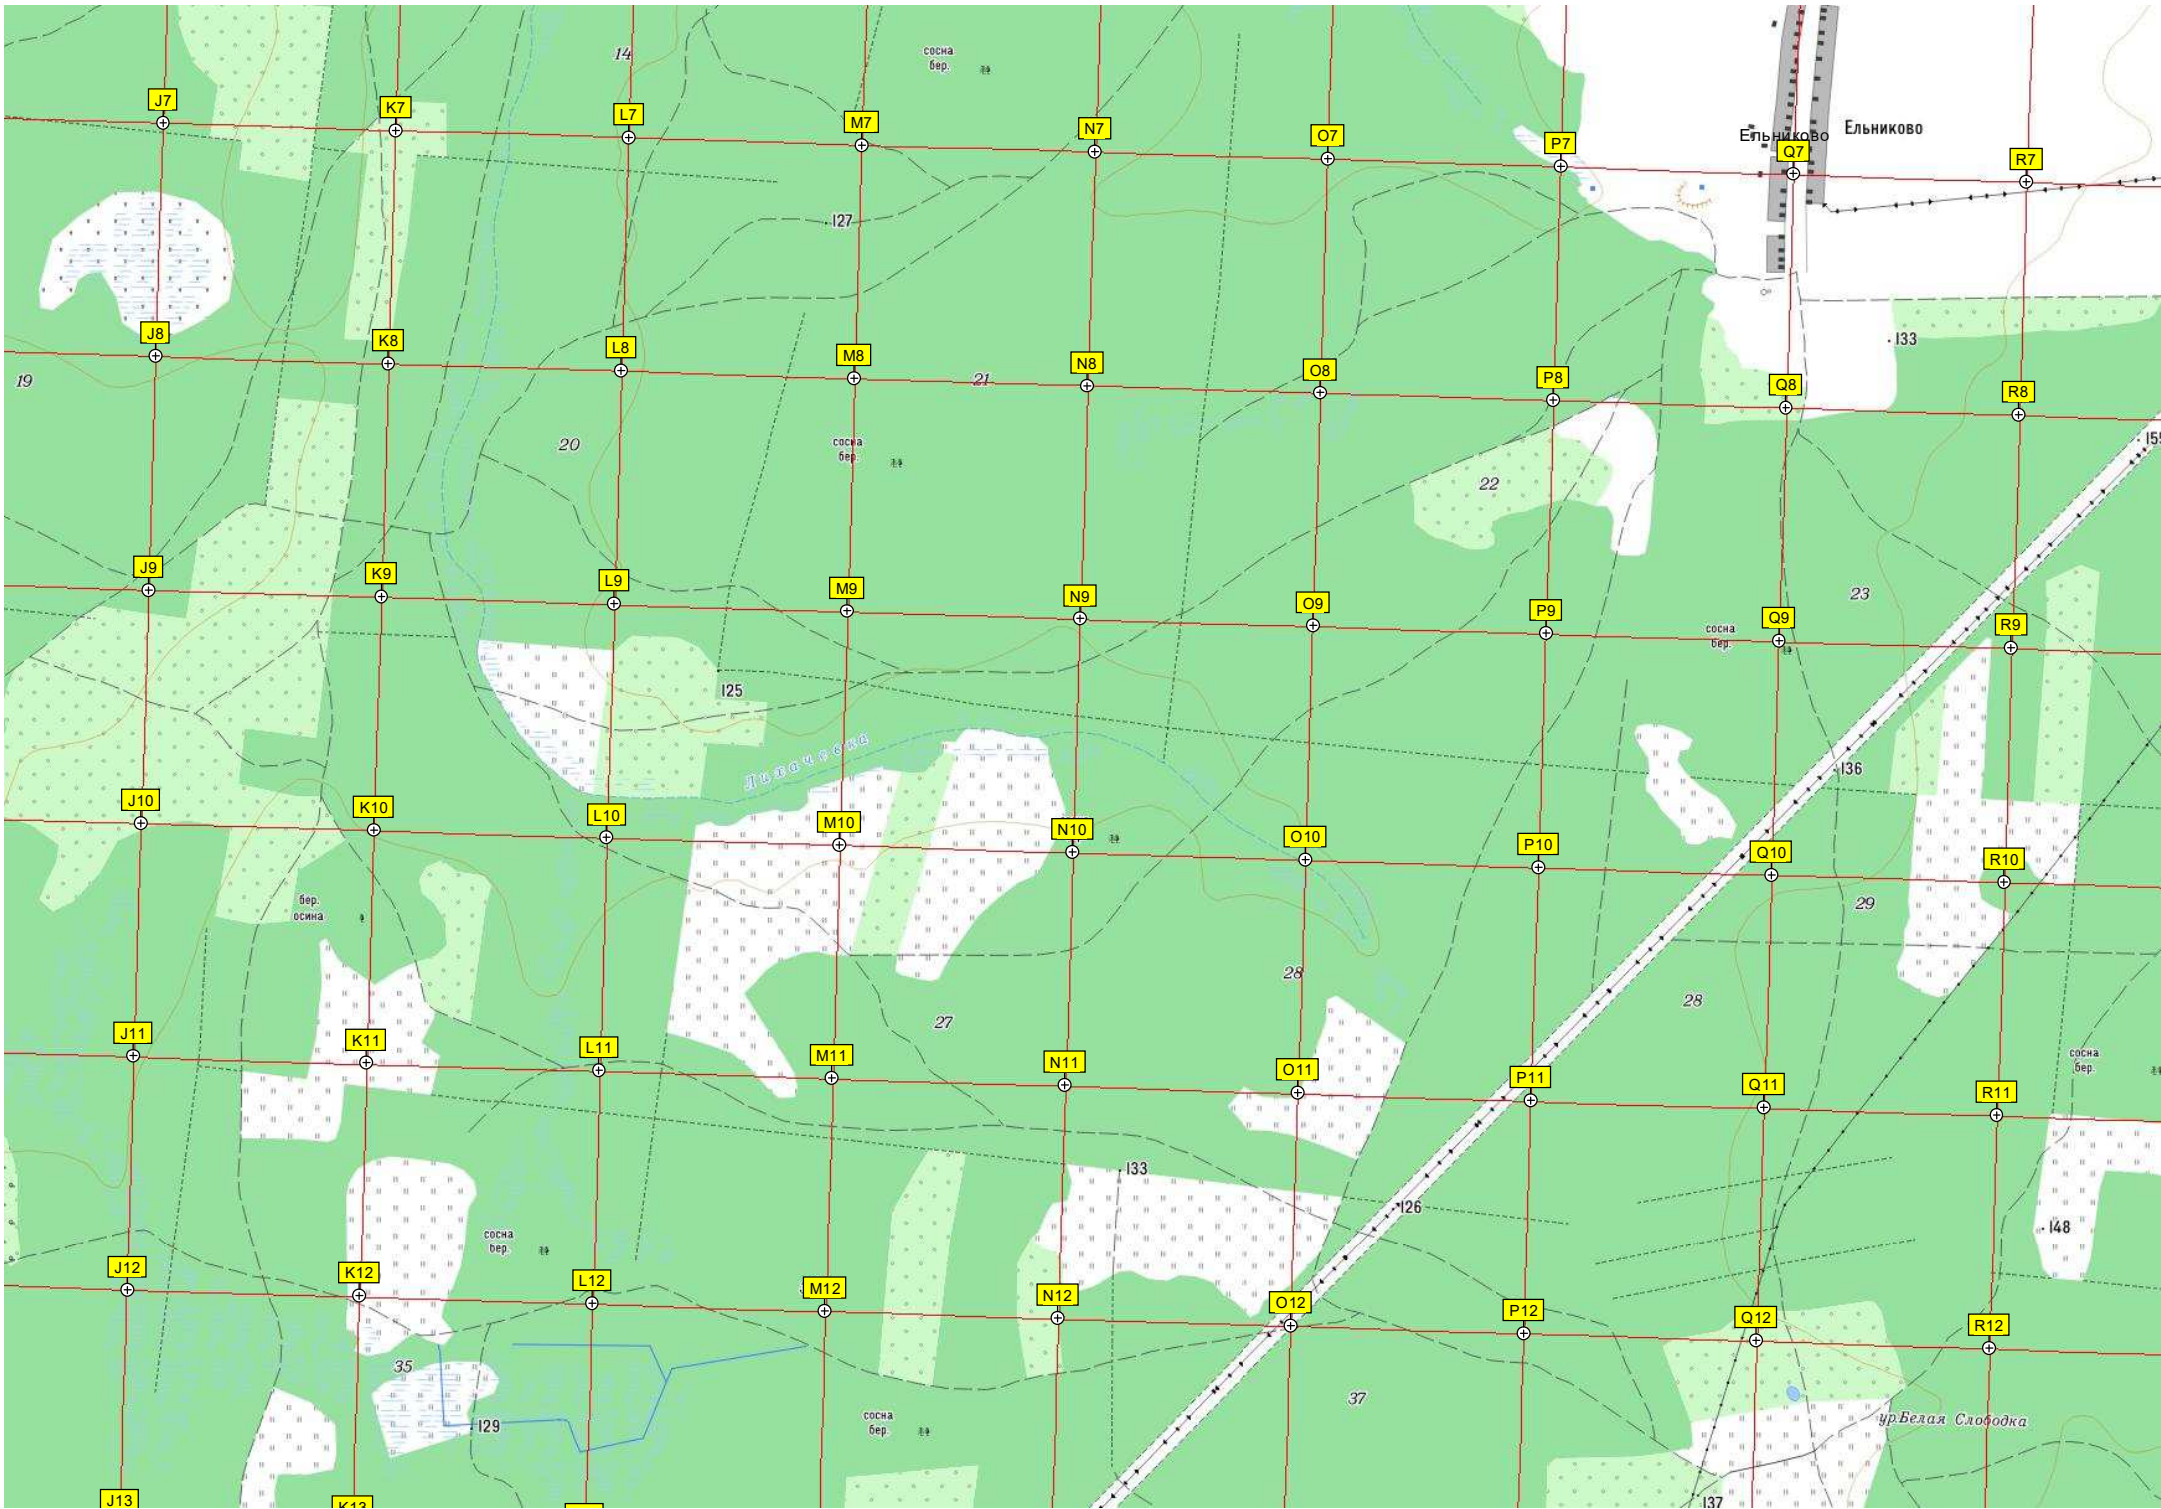 14
сосна
бер.
J7
K7
L7
M7
N7
O7
P7
Ельниково
Ельниково
Q7
R7
127
133
J8
K8
L8
M8
N8
O8
P8
Q8
R8
19
21
20
сосна
бер.
22
155
J9
K9
L9
M9
N9
O9
P9
Q9
R9
23
сосна
бер.
125
Лихачевка
136
J10
K10
L10
M10
N10
O10
P10
Q10
R10
бер.
осина
29
28
28
27
J11
K11
L11
M11
N11
O11
P11
Q11
R11
сосна
бер.
133
126
148
сосна
бер.
J12
K12
L12
M12
N12
O12
P12
Q12
R12
35
37
129
сосна
бер.
ур.Белая Слободка
J13
K13
137